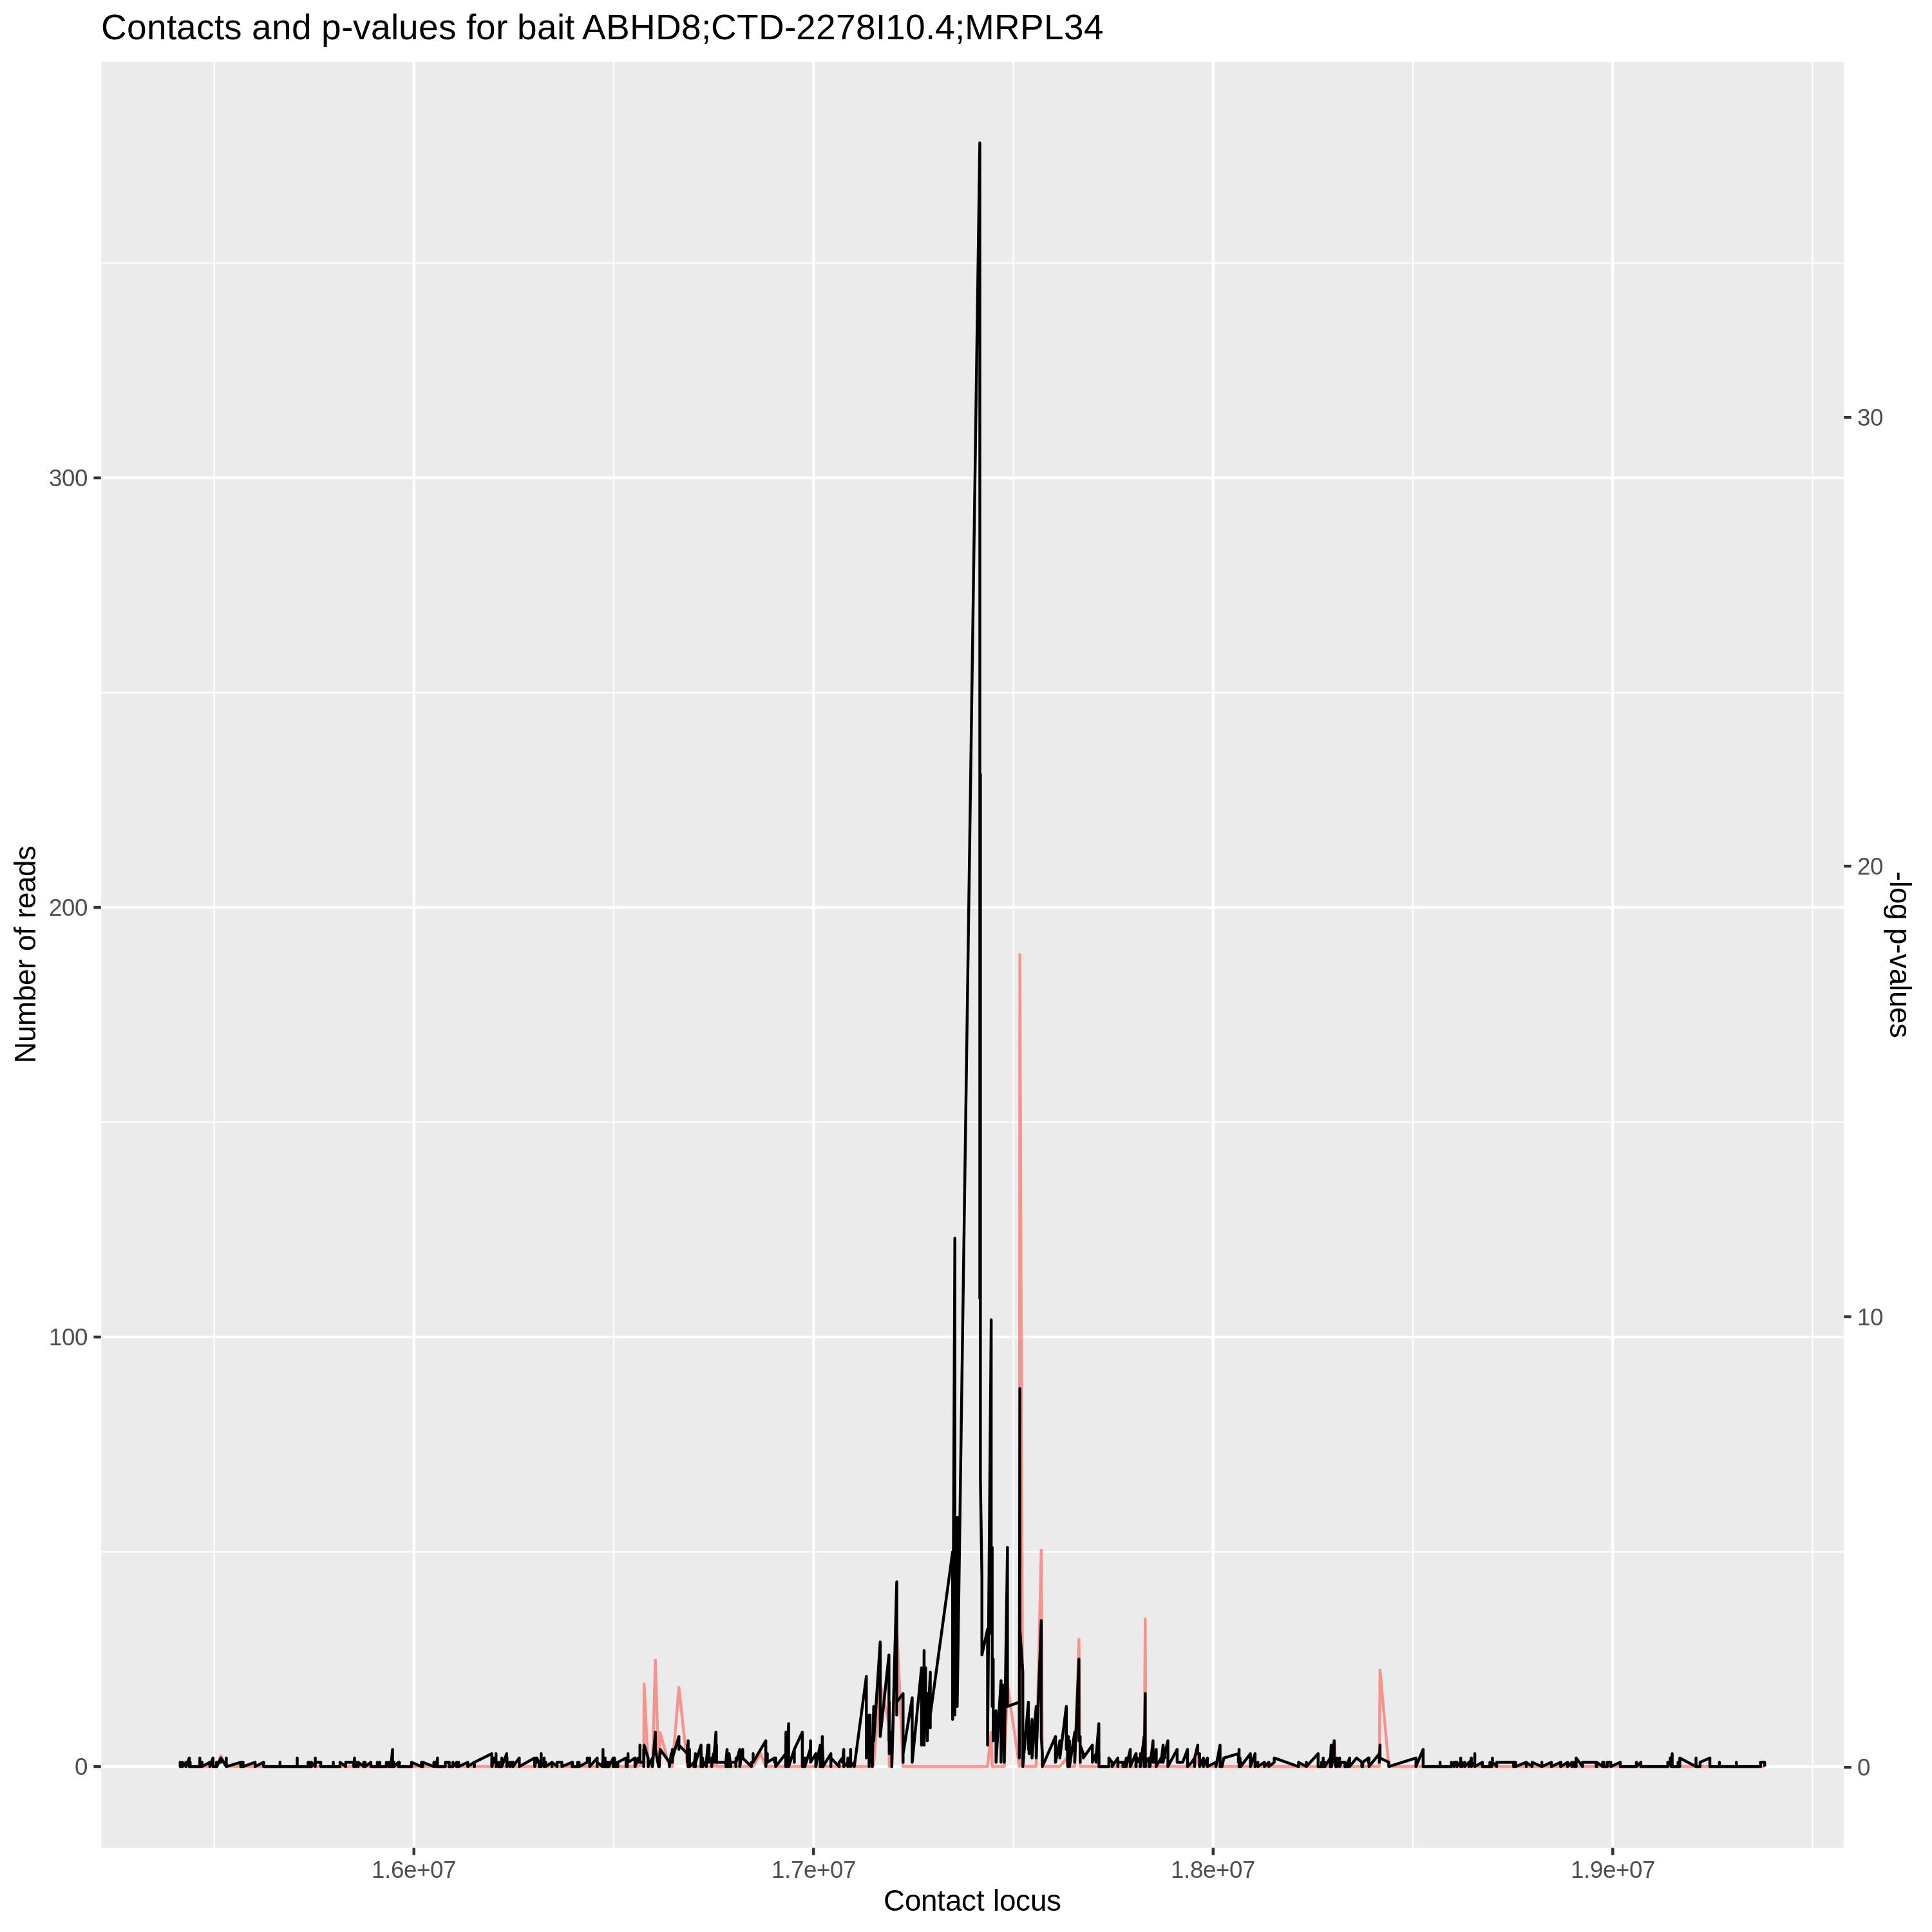 Contacts and p-values for bait ABHD8;CTD-2278I10.4;MRPL34
Number of reads
300
200
100
0
30
20
10
0
-log p-values
1.6e+07
1.7e+07
1.8e+07
1.9e+07
Contact locus